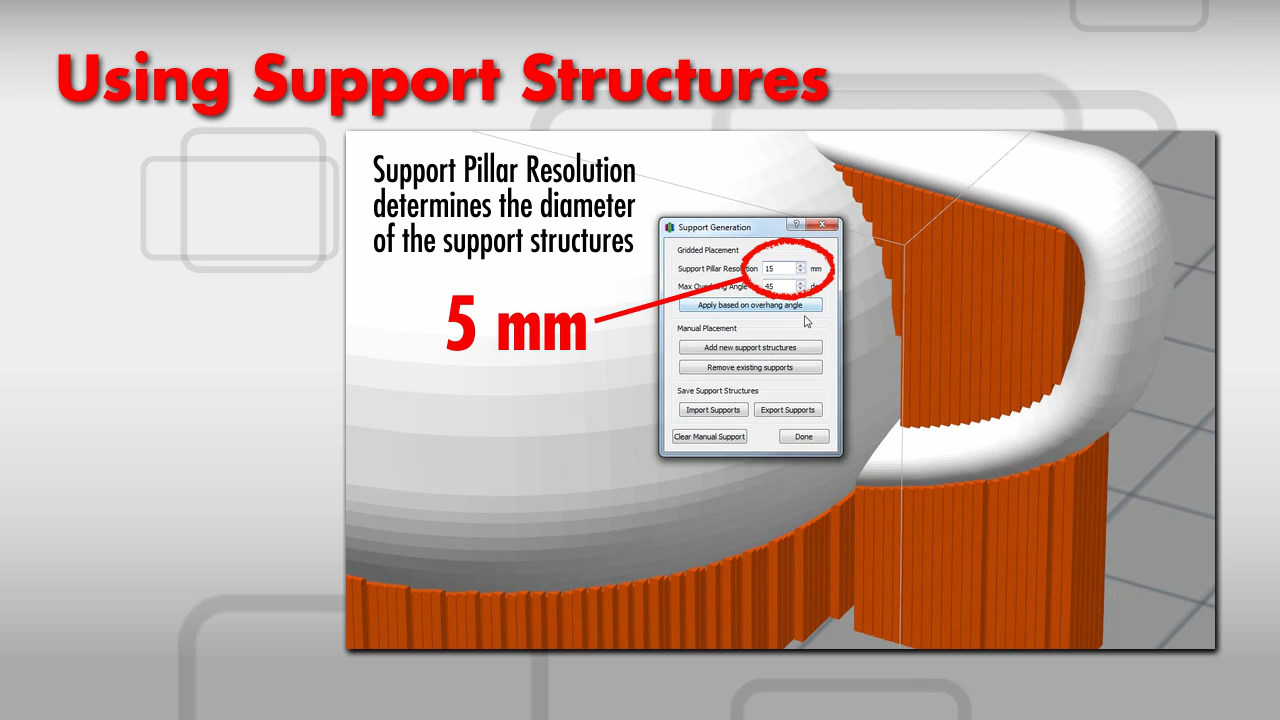 Using Support Structures
Support Pillar Resolution
determines the diameter
of the support structures
5 mm
Support Generation
Gridded Placement
Support Pillar Resolution 15 mm
Max Overhang Angle 45
Apply based on overhang angle
Manual Placement
Add new support structures
Remove existing supports
Save Support Structures
Import Supports Export Supports
Clear Manual Support Done